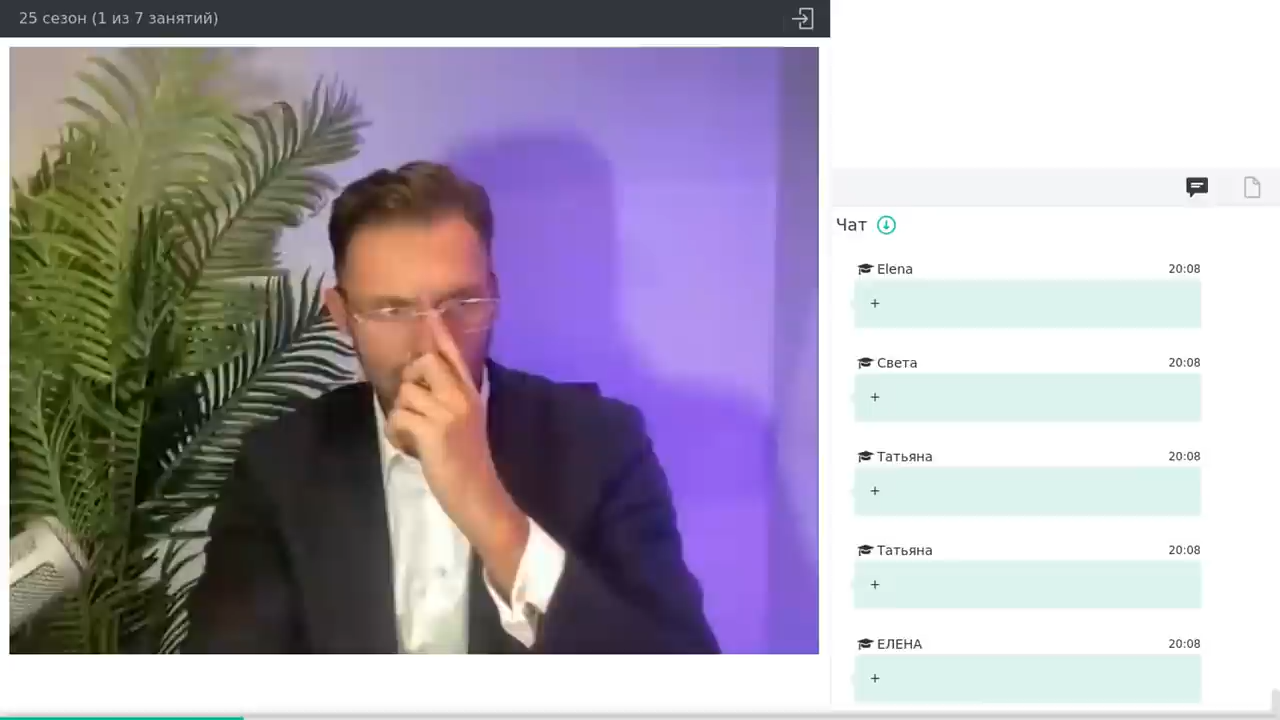 25 сезон (1 из 7 занятий)
Чат
Elena 20:08
+
Света 20:08
+
Татьяна 20:08
+
Татьяна 20:08
+
ЕЛЕНА 20:08
+